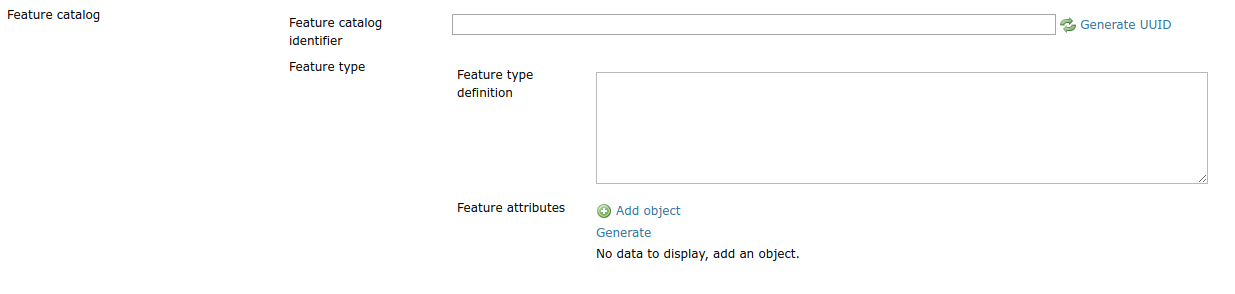 Feature catalog
Feature catalog
identifier
Generate UUID
Feature type
Feature type
definition
Feature attributes
Add object
Generate
No data to display, add an object.